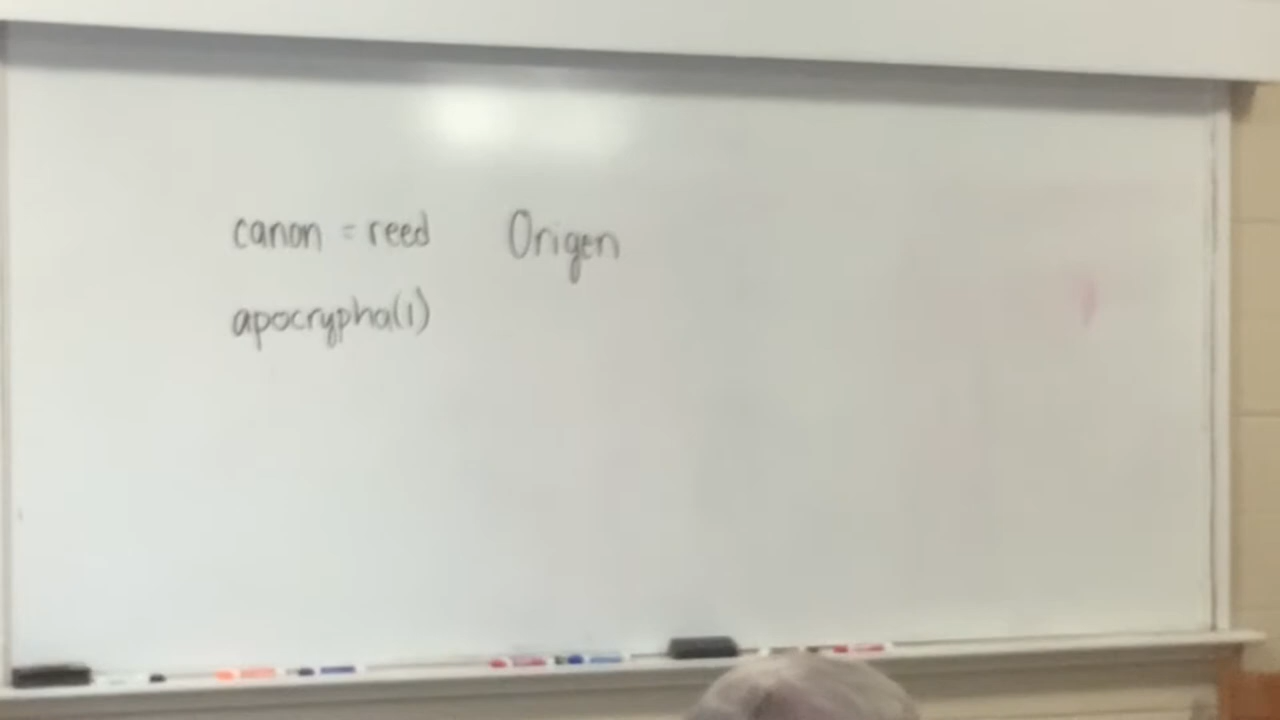 canon = reed Origen
apocrypha(1)